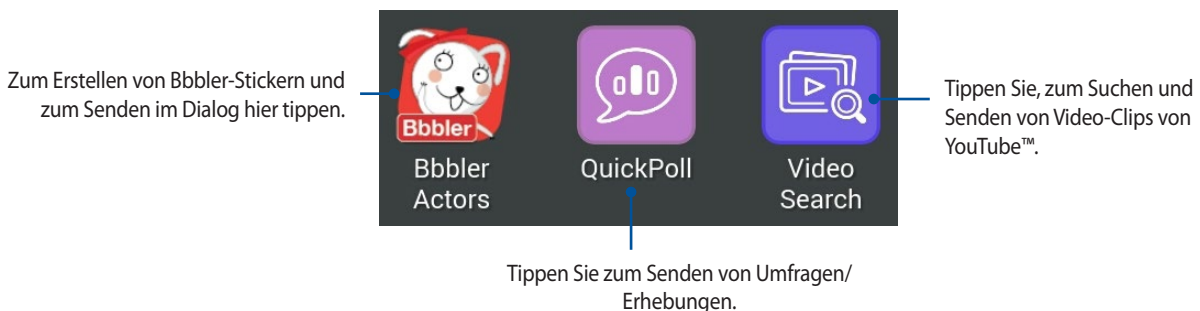 Zum Erstellen von Bbbler-Stickern und
zum Senden im Dialog hier tippen.
Bbbler
Bbbler
Actors
QuickPoll
Video
Search
Tippen Sie, zum Suchen und
Senden von Video-Clips von
YouTube™.
Tippen Sie zum Senden von Umfragen/
Erhebungen.